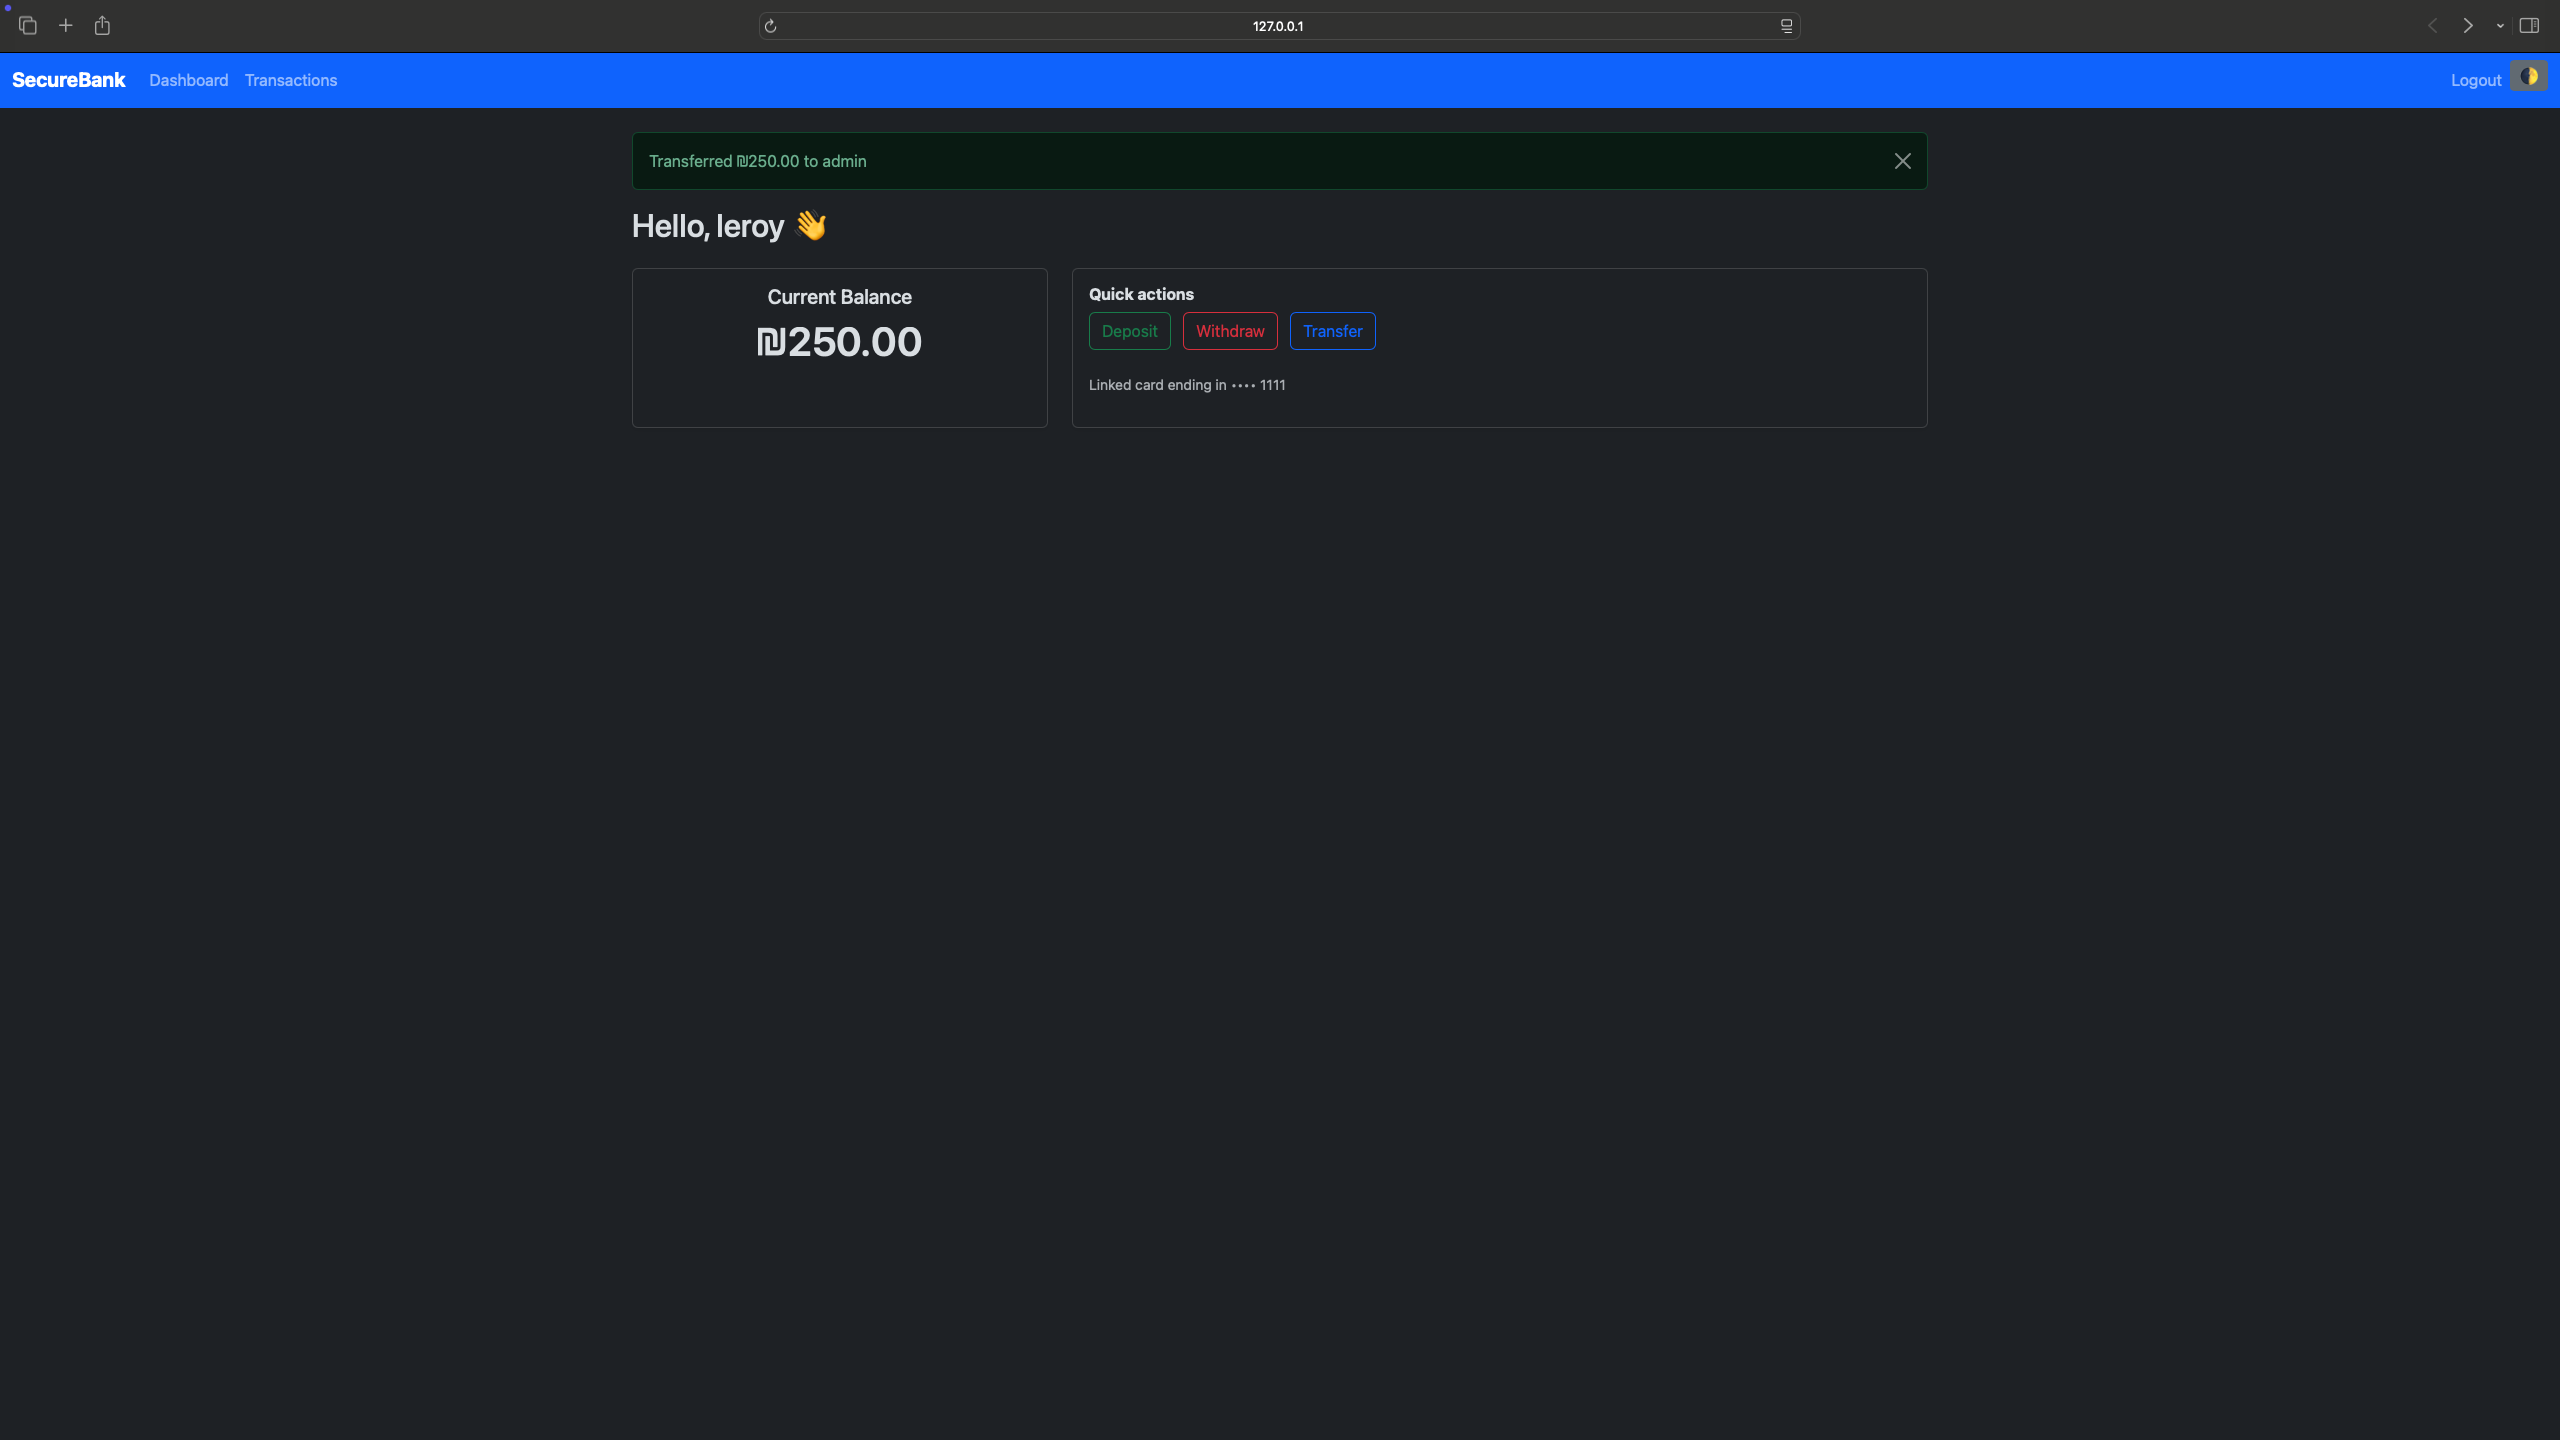 127.0.0.1
SecureBank Dashboard Transactions Logout
Transferred ₪250.00 to admin
Hello, leroy 👋
Current Balance
₪250.00
Quick actions
Deposit Withdraw Transfer
Linked card ending in •••• 1111